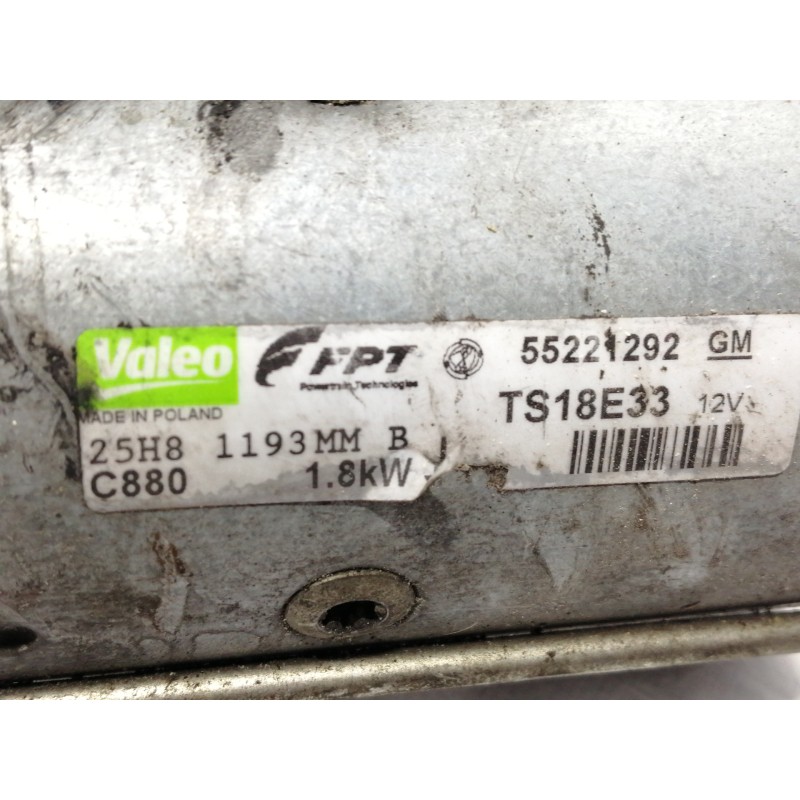 Valeo FPT 55221292 GM
Powertrain Technologies
MADE IN POLAND TS18E33 12V
25H8 1193MM B
C880 1.8kW